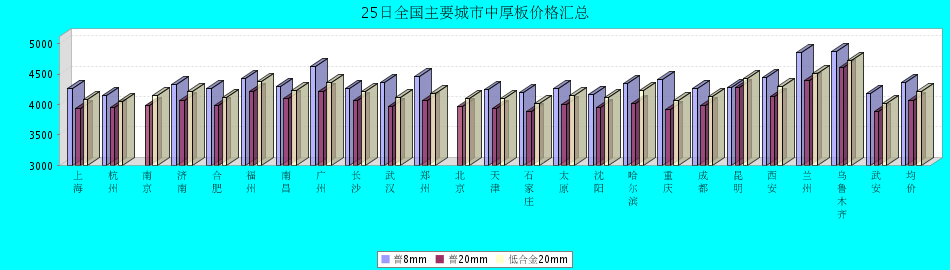 25日全国主要城市中厚板价格汇总
5000
4500
4000
3500
3000
上海
杭州
南京
济南
合肥
福州
南昌
广州
长沙
武汉
郑州
北京
天津
石家庄
太原
沈阳
哈尔滨
重庆
成都
昆明
西安
兰州
乌鲁木齐
武安
均价
普8mm 普20mm 低合金20mm